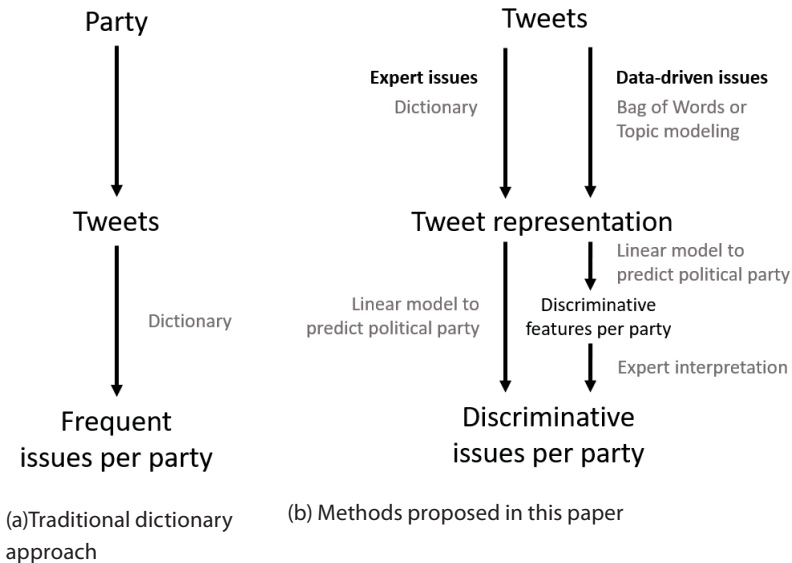 Party
Tweets
Dictionary
Frequent
issues per party
(a)Traditional dictionary
approach
Tweets
Expert issues
Dictionary
Data-driven issues
Bag of Words or
Topic modeling
Tweet representation
Linear model to
predict political party
Linear model to
predict political party
Discriminative
features per party
Expert interpretation
Discriminative
issues per party
(b) Methods proposed in this paper